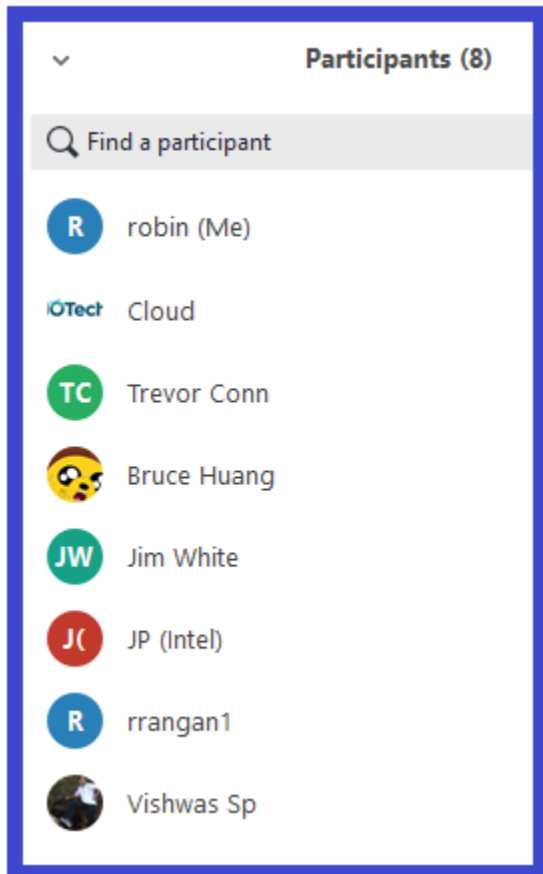 Participants (8)
Find a participant
R robin (Me)
IOTech Cloud
TC Trevor Conn
Bruce Huang
JW Jim White
J( JP (Intel)
R rrangan1
Vishwas Sp